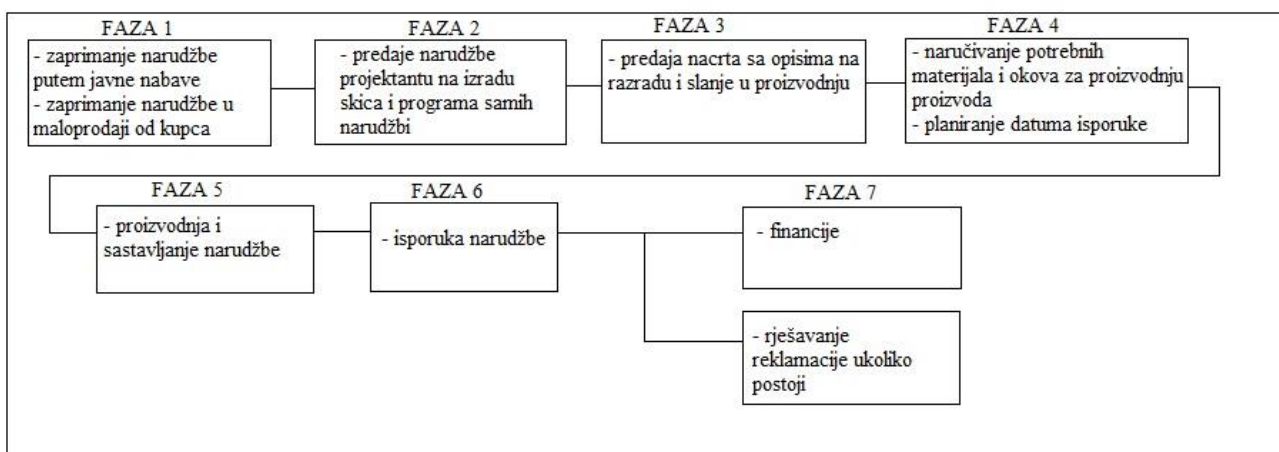 FAZA 1
- zaprimanje narudžbe
putem javne nabave
- zaprimanje narudžbe u
maloprodaji od kupca
FAZA 2
- predaje narudžbe
projektantu na izradu
skica i programa samih
narudžbi
FAZA 3
- predaja nacrta sa opisima na
razradu i slanje u proizvodnju
FAZA 4
- naručivanje potrebnih
materijala i okova za proizvodnju
proizvoda
- planiranje datuma isporuke
FAZA 5
- proizvodnja i
sastavljanje narudžbe
FAZA 6
- isporuka narudžbe
FAZA 7
- financije
- rješavanje
reklamacije ukoliko
postoji